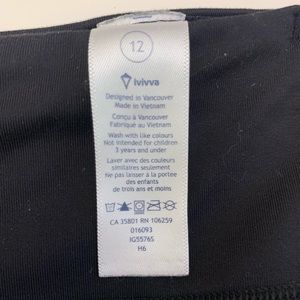 12
ivivva
Designed in Vancouver
Made in Vietnam
Conçu à Vancouver
Fabriqué au Vietnam
Wash with like colours
Not intended for children
3 years and under
Laver avec des couleurs
similaires seulement
Ne pas laisser a la portée
des enfants
de trois ans et moins
CA 35801 RN 106259
016093
IG5576S
H6